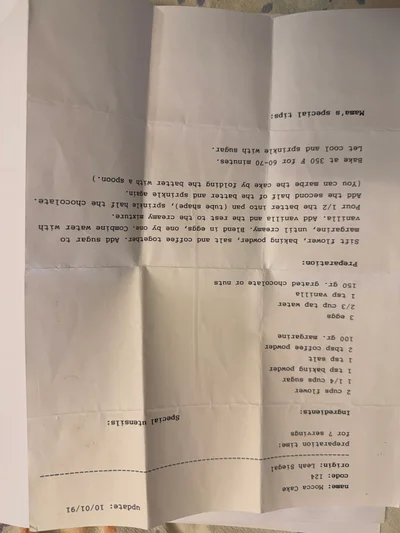 update: 10/01/91
name: Mocca Cake
code: 124
origin: Leah Siegal
preparation time:
for ? servings
Ingredients:
Special utensils:
2 cups flower
1 1/4 cups sugar
1 tsp baking powder
1 tsp salt
2 tbsp coffee powder
100 gr. margarine
3 eggs
2/3 cup tap water
1 tsp vanilla
150 gr. grated chocolate or nuts
Preparation:
Sift flower, baking powder, salt and coffee together. Add sugar to
margarine, until creamy. Blend in eggs, one by one. Combine water with
vanilla. Add vanilla and the rest to the creamy mixture.
Pour 1/2 the batter into pan (tube shape), sprinkle half the chocolate.
Add the second half of the batter and sprinkle again.
(You can marbe the cake by folding the batter with a spoon.)
Bake at 350 F for 60-70 minutes.
Let cool and sprinkle with sugar.
Mama's special tips: